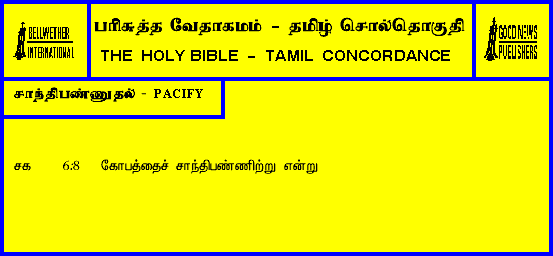 BELLWETHER INTERNATIONAL
பரிசுத்த வேதாகமம் - தமிழ் சொல்தொகுதி
THE HOLY BIBLE - TAMIL CONCORDANCE
GOOD NEWS PUBLISHERS
சாந்திபண்ணுதல் - PACIFY
சக 6:8 கோபத்தைச் சாந்திபண்ணிற்று என்று